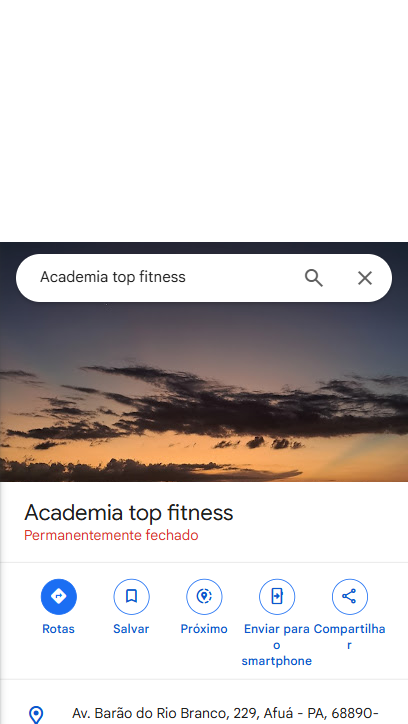 Academia top fitness
Academia top fitness
Permanentemente fechado
Rotas
Salvar
Próximo
Enviar para
o
smartphone
Compartilha
r
Av. Barão do Rio Branco, 229, Afuá - PA, 68890-